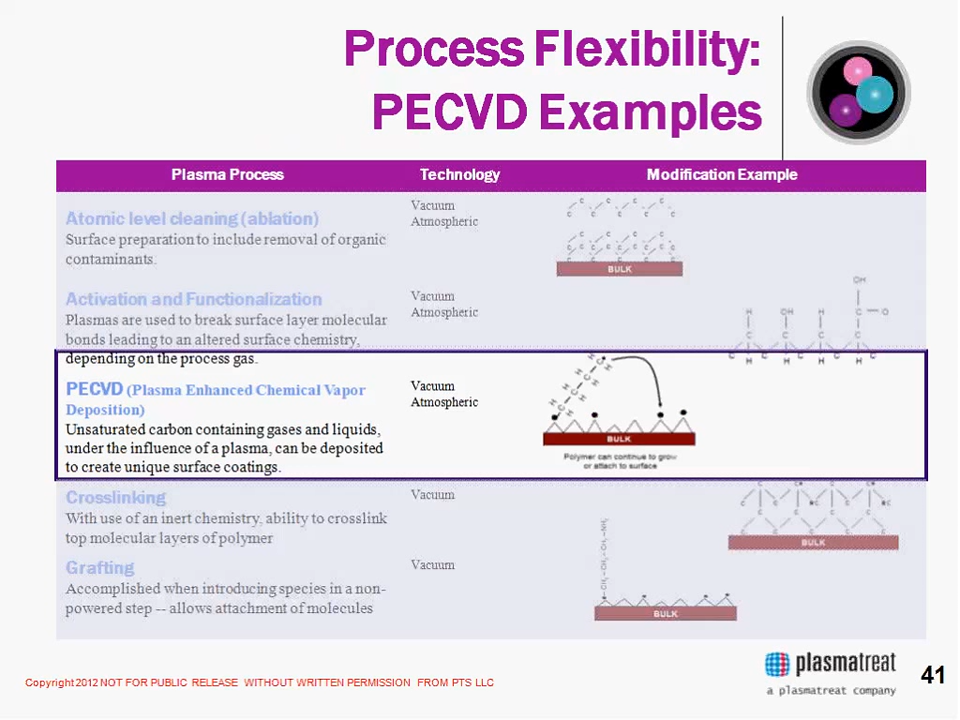 Process Flexibility:
PECVD Examples
Plasma Process Technology Modification Example
Atomic level cleaning (ablation)
Surface preparation to include removal of organic
contaminants.
Vacuum
Atmospheric
BULK
Activation and Functionalization
Plasmas are used to break surface layer molecular
bonds leading to an altered surface chemistry,
depending on the process gas.
Vacuum
Atmospheric
PECVD (Plasma Enhanced Chemical Vapor
Deposition)
Unsaturated carbon containing gases and liquids,
under the influence of a plasma, can be deposited
to create unique surface coatings.
Vacuum
Atmospheric
BULK
Polymer can continue to grow
or attach to surface
Crosslinking
With use of an inert chemistry, ability to crosslink
top molecular layers of polymer
Vacuum
BULK
Grafting
Accomplished when introducing species in a non-
powered step -- allows attachment of molecules
Vacuum
BULK
Copyright 2012 NOT FOR PUBLIC RELEASE WITHOUT WRITTEN PERMISSION FROM PTS LLC
plasmatreat
a plasmatreat company
41